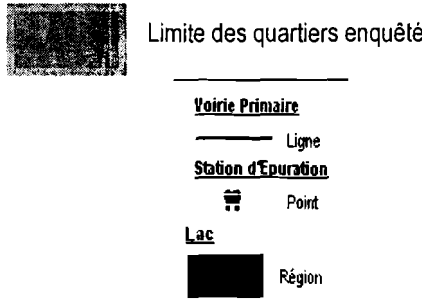 Limite des quartiers enquêté
Voirie Primaire
Ligne
Station d'Epuration
Point
Lac
Région